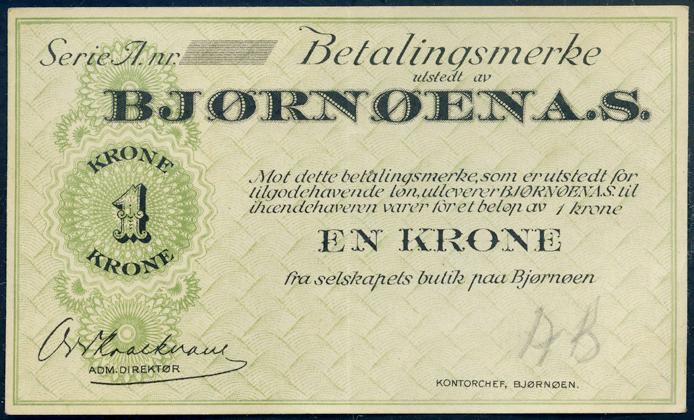 Serie A. nr.
Betalingsmerke
utstedt av
BJØRNØEN A.S.
KRONE
1
KRONE
Mot dette betalingsmerke, som er utstedt for
tilgodehavende løn, utleverer BJØRNØEN A.S. til
ihændehaveren varer for et beløp av 1 krone
EN KRONE
fra selskapets butik paa Bjørnøen
ADM. DIREKTØR
KONTORCHEF, BJØRNØEN.